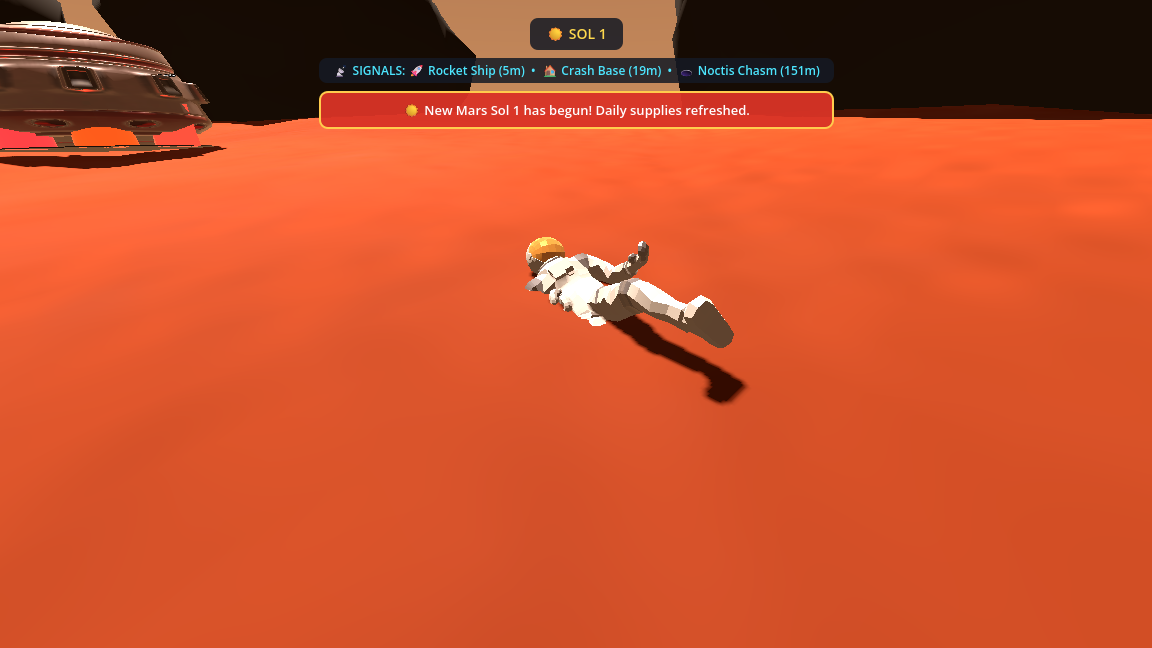 SOL 1
SIGNALS: Rocket Ship (5m) • Crash Base (19m) • Noctis Chasm (151m)
New Mars Sol 1 has begun! Daily supplies refreshed.